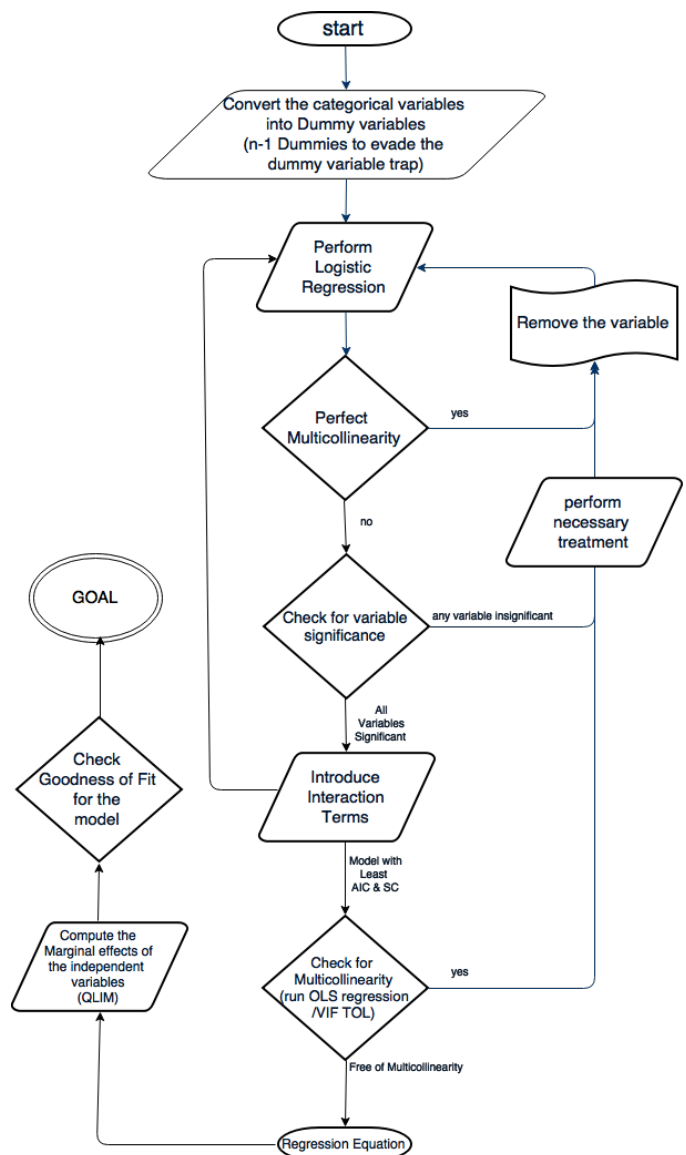 start
Convert the categorical variables
into Dummy variables
(n-1 Dummies to evade the
dummy variable trap)
Perform
Logistic
Regression
Remove the variable
Perfect
Multicollinearity
yes
perform
necessary
treatment
no
GOAL
Check for variable
significance
any variable insignificant
All
Variables
Significant
Check
Goodness of Fit
for the
model
Introduce
Interaction
Terms
Model with
Least
AIC & SC
Compute the
Marginal effects of
the independent
variables
(QLIM)
Check for
Multicollinearity
(run OLS regression
/VIF TOL)
yes
Free of Multicollinearity
Regression Equation